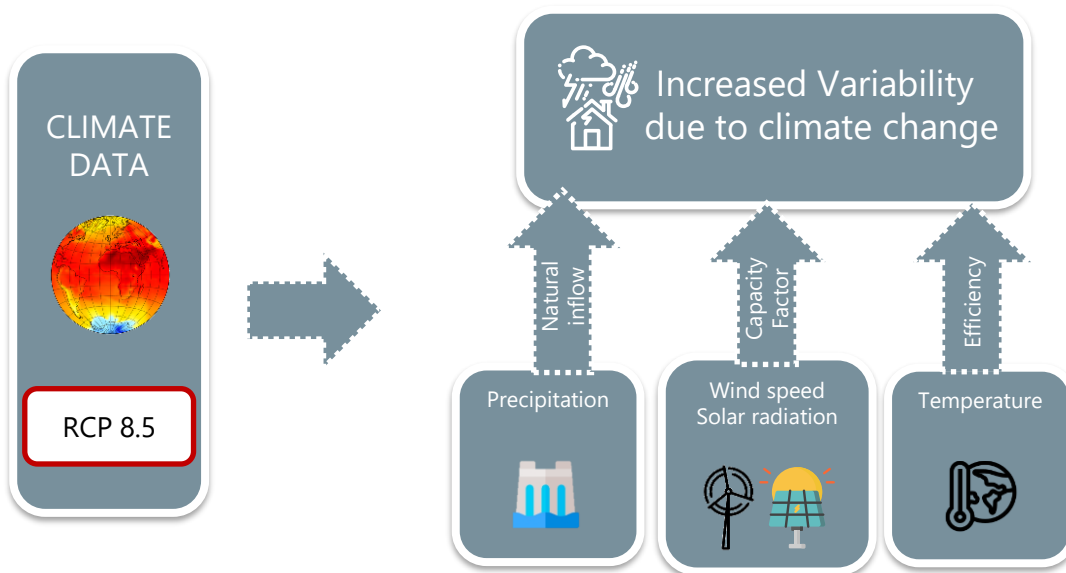 CLIMATE
DATA
RCP 8.5
Increased Variability
due to climate change
Natural
inflow
Capacity
Factor
Efficiency
Precipitation
Wind speed
Solar radiation
Temperature